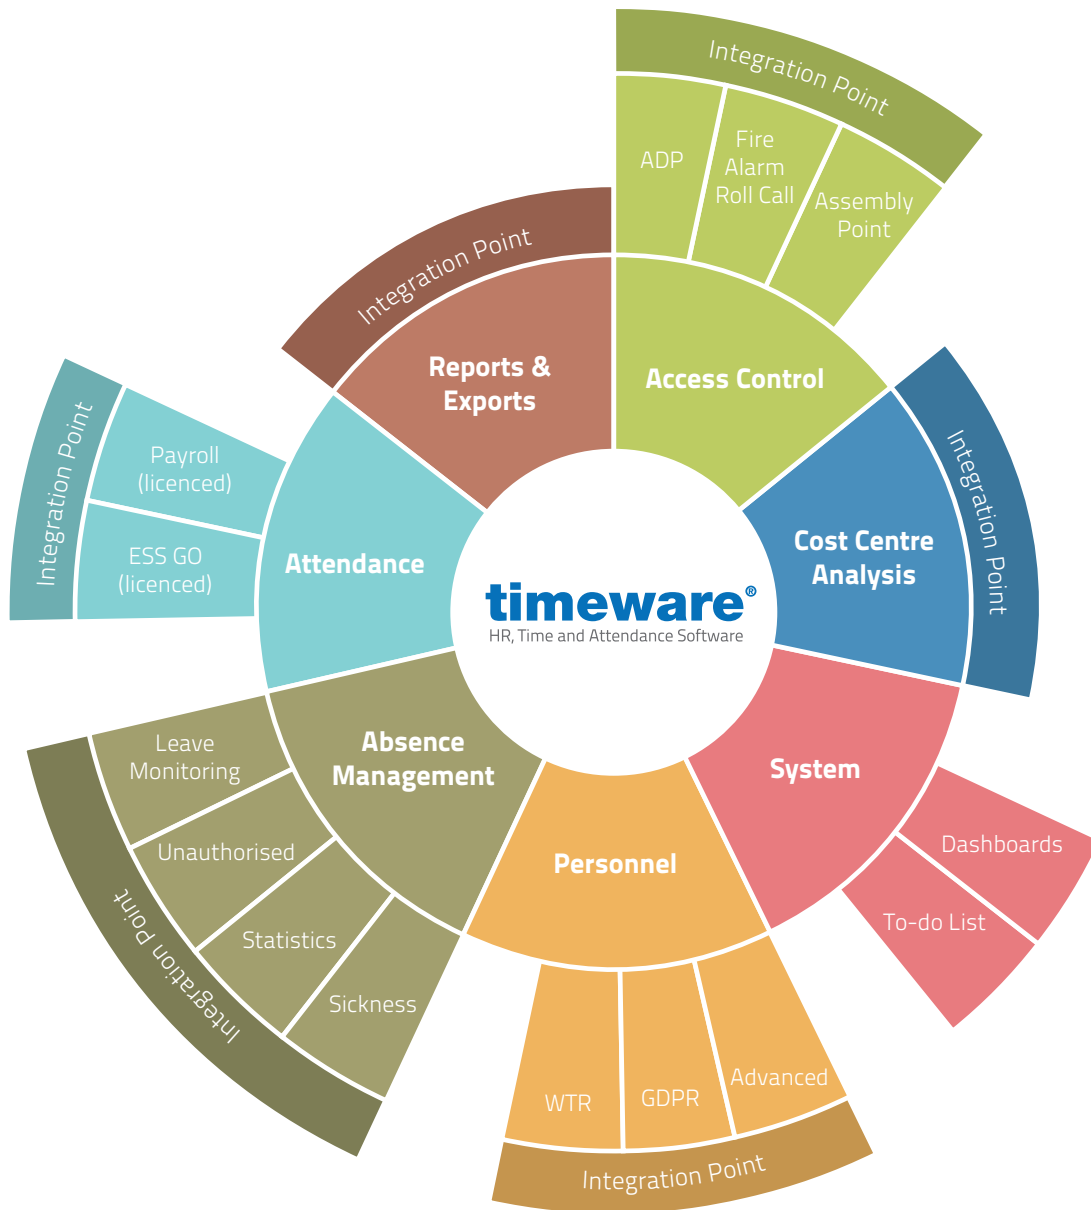 Integration Point
ADP
Fire
Alarm
Roll Call
Assembly
Point
Access Control
Integration Point
Reports &
Exports
Integration Point
Cost Centre
Analysis
Integration Point
Payroll
(licenced)
ESS GO
(licenced)
Attendance
timeware®
HR, Time and Attendance Software
System
Dashboards
To-do List
Absence
Management
Leave
Monitoring
Unauthorised
Statistics
Sickness
Integration Point
Personnel
WTR
GDPR
Advanced
Integration Point